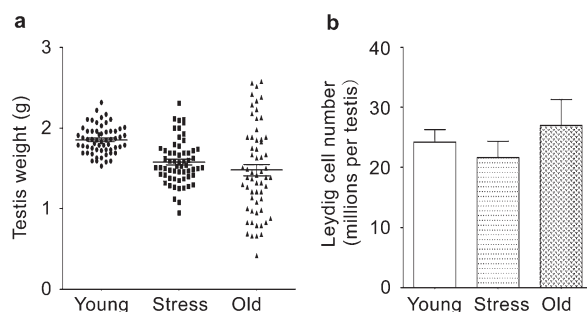 a
Testis weight (g)
3
2
1
0
Young Stress Old
b
Leydig cell number
(millions per testis)
40
30
20
10
0
Young Stress Old